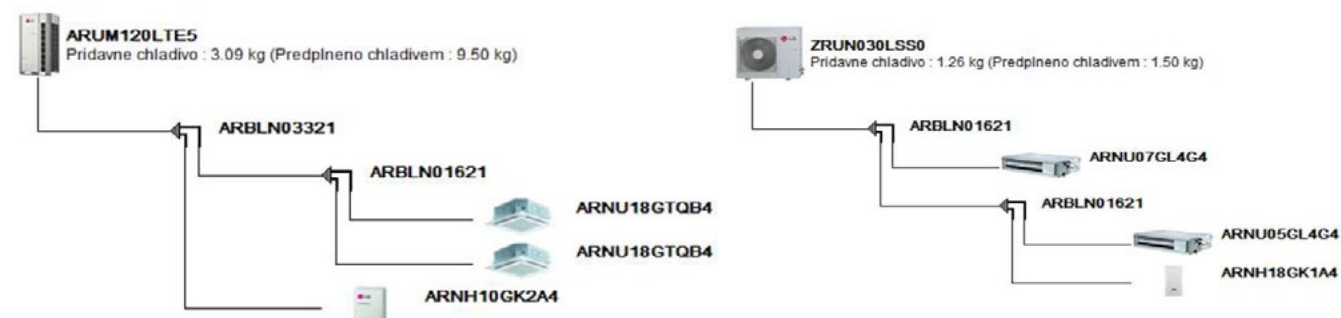 ARUM120LTE5
Pridavne chladivo : 3.09 kg (Predplneno chladivem : 9.50 kg)
ARBLN03321
ARBLN01621
ARNU18GTQB4
ARNU18GTQB4
ARNH10GK2A4
ZRUN030LSS0
Pridavne chladivo : 1.26 kg (Predplneno chladivem : 1.50 kg)
ARBLN01621
ARNU07GL4G4
ARBLN01621
ARNU05GL4G4
ARNH18GK1A4